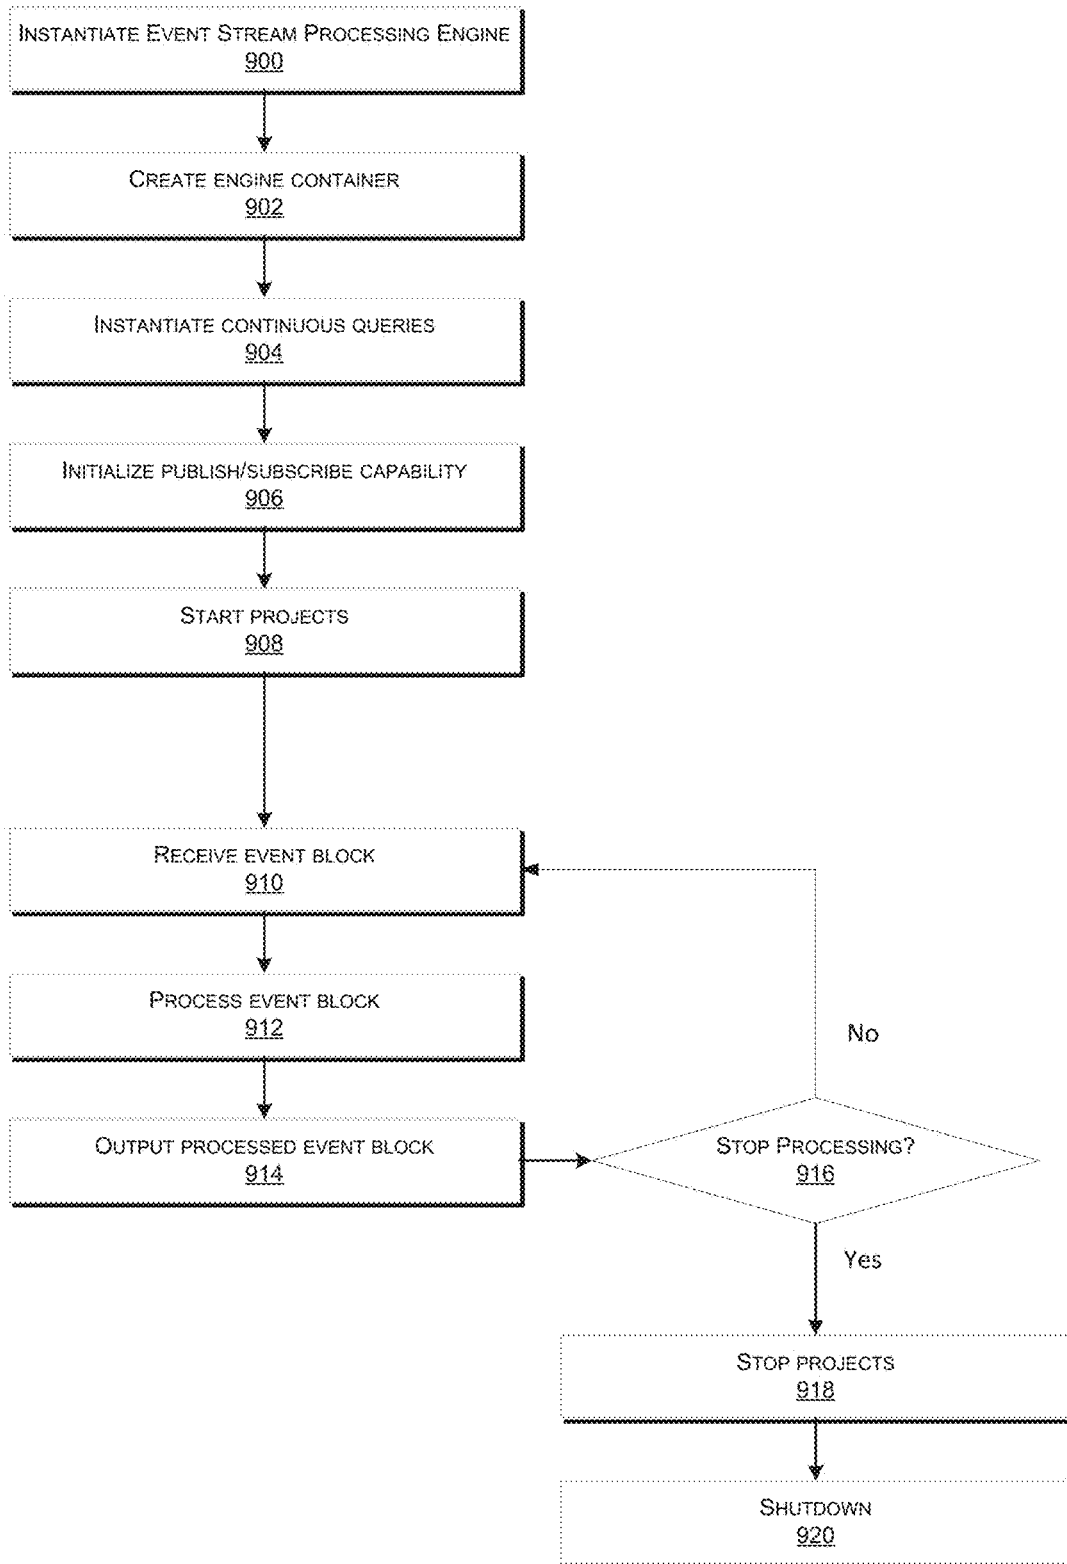 INSTANTIATE EVENT STREAM PROCESSING ENGINE
900
CREATE ENGINE CONTAINER
902
INSTANTIATE CONTINUOUS QUERIES
904
INITIALIZE PUBLISH/SUBSCRIBE CAPABILITY
906
START PROJECTS
908
RECEIVE EVENT BLOCK
910
PROCESS EVENT BLOCK
912
OUTPUT PROCESSED EVENT BLOCK
914
No
STOP PROCESSING?
916
Yes
STOP PROJECTS
918
SHUTDOWN
920